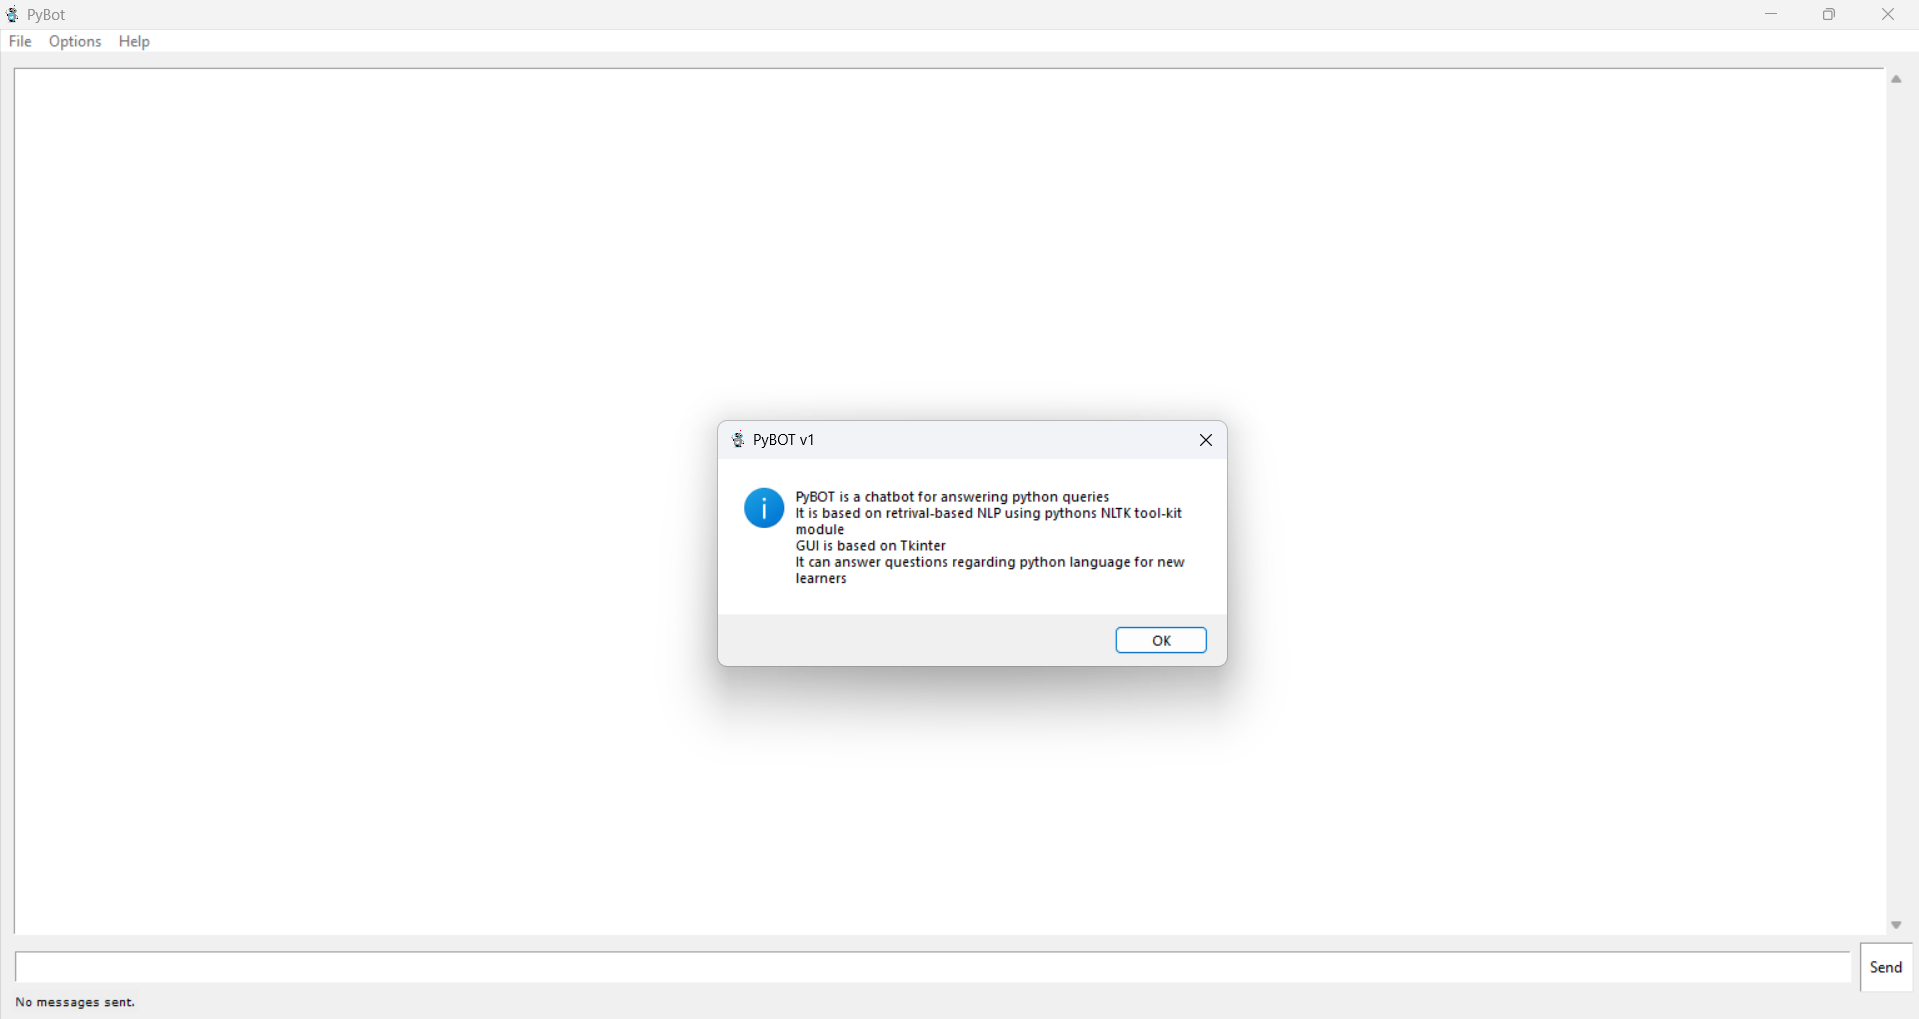 PyBot
File Options Help
PyBOT v1
PyBOT is a chatbot for answering python queries
It is based on retrival-based NLP using pythons NLTK tool-kit
module
GUI is based on Tkinter
It can answer questions regarding python language for new
learners
OK
Send
No messages sent.